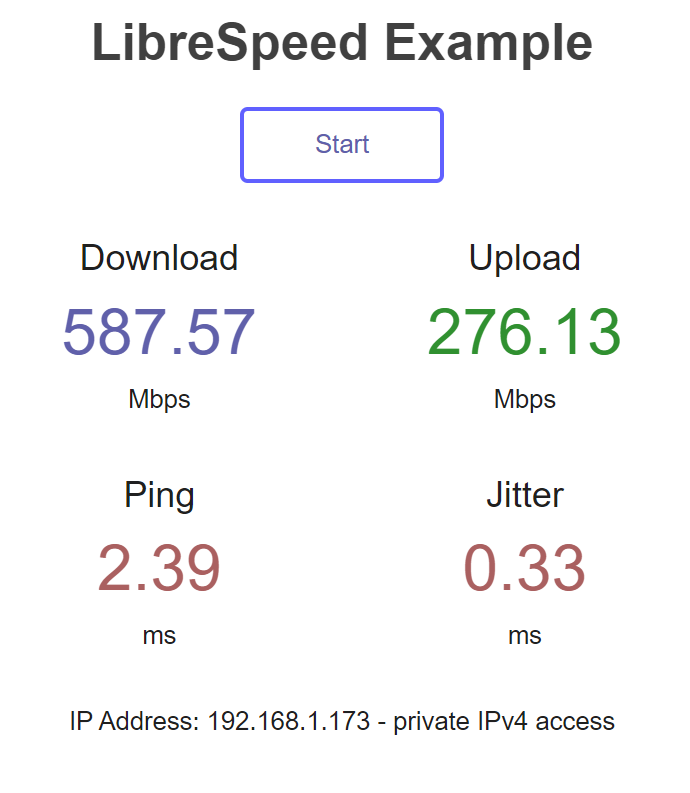 LibreSpeed Example
Start
Download
Upload
587.57
276.13
Mbps
Mbps
Ping
Jitter
2.39
0.33
ms
ms
IP Address: 192.168.1.173 - private IPv4 access